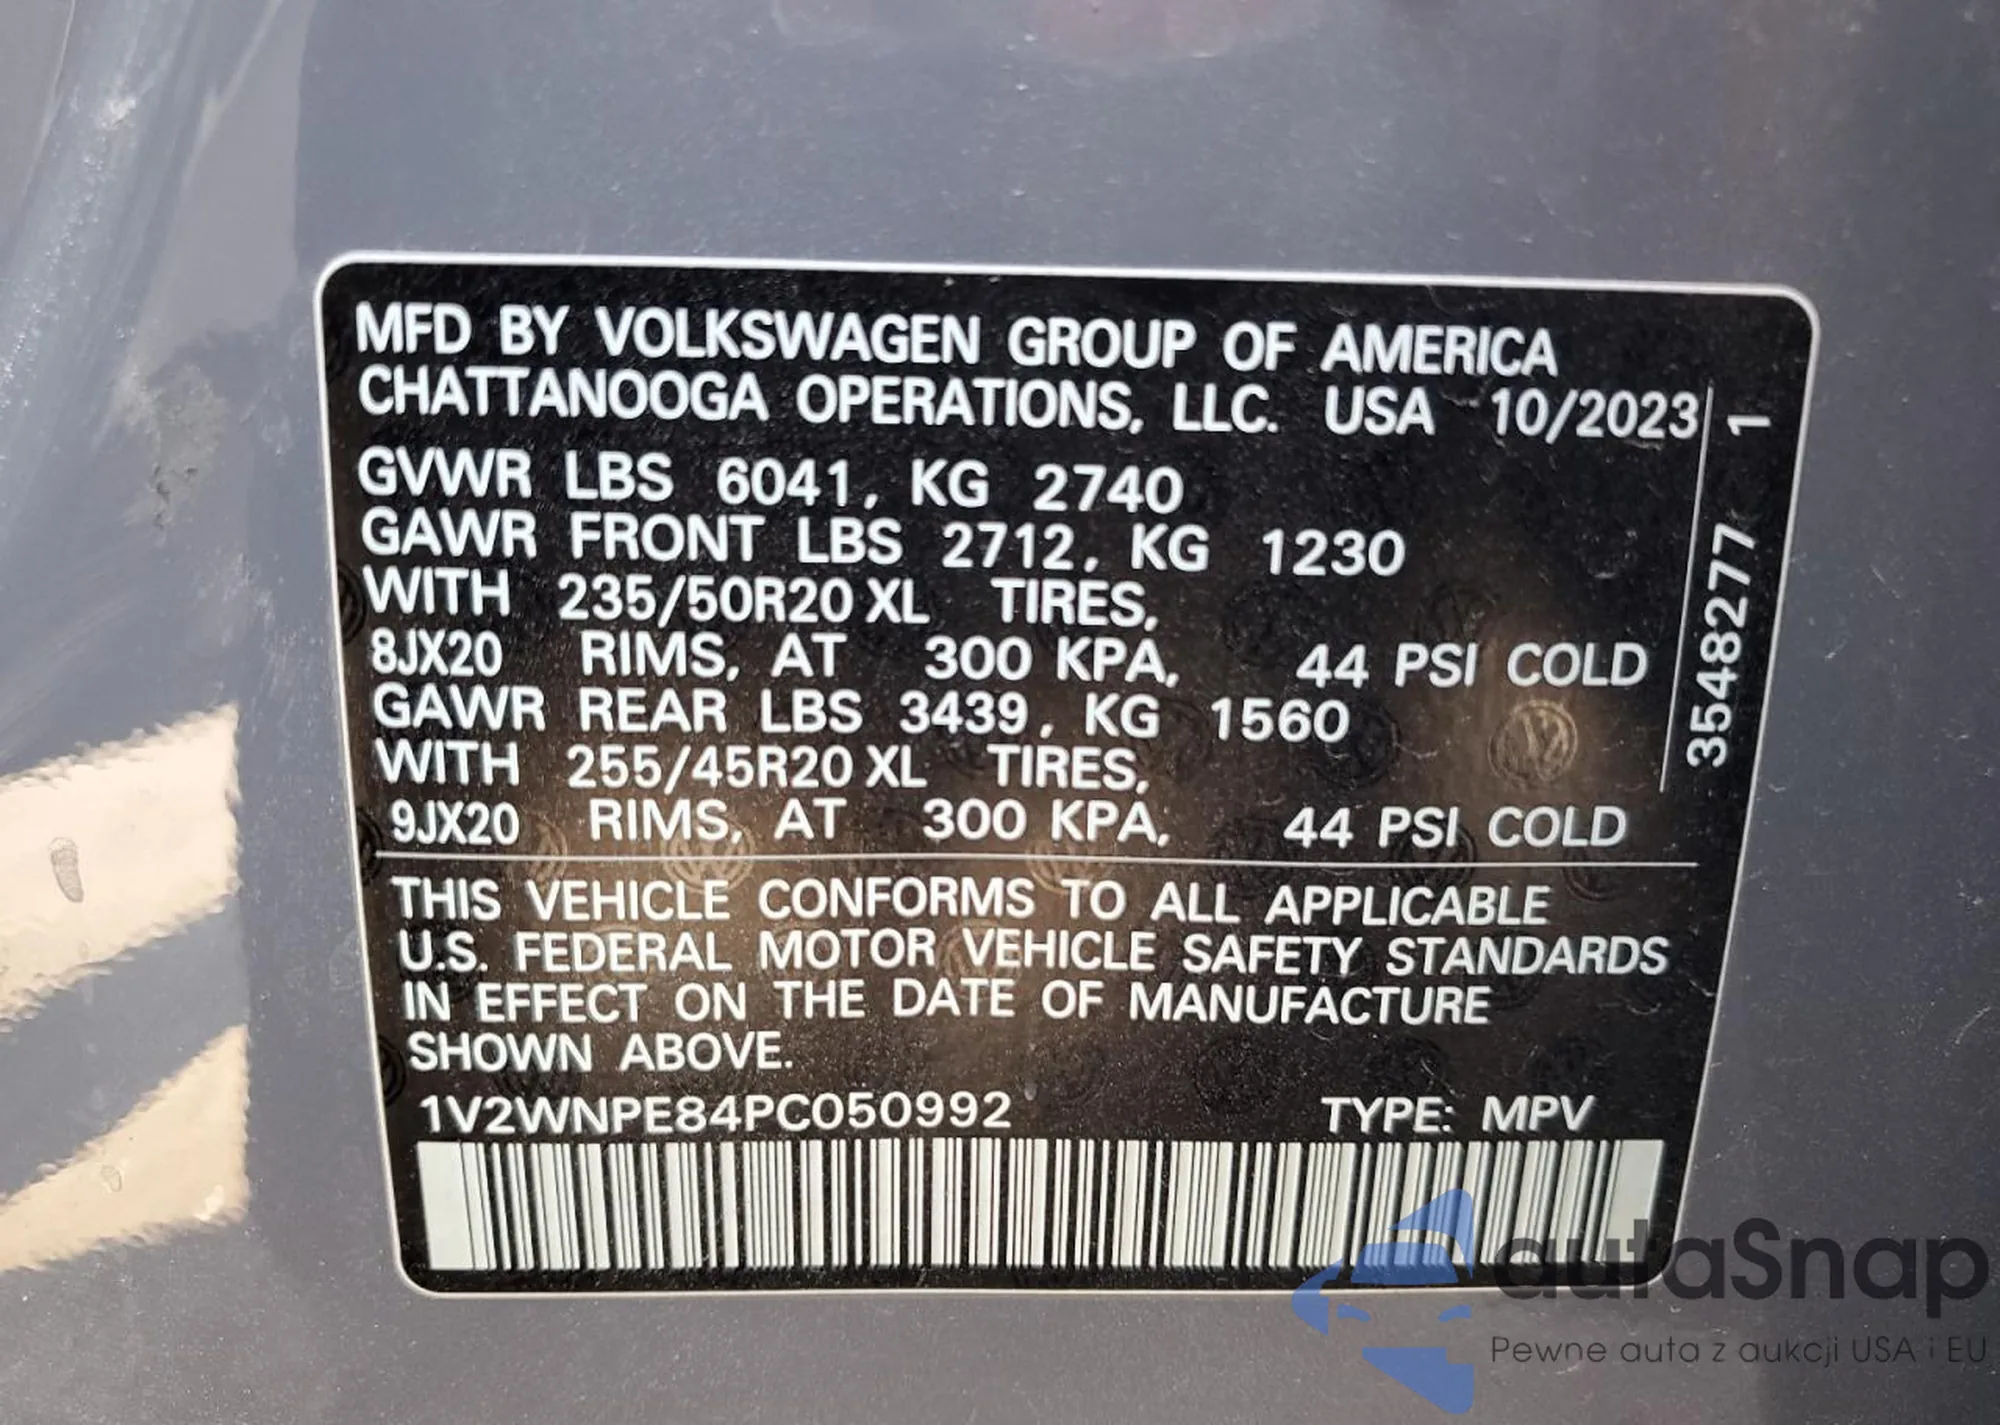 MFD BY VOLKSWAGEN GROUP OF AMERICA
CHATTANOOGA OPERATIONS, LLC. USA 10/2023
GVWR LBS 6041, KG 2740
GAWR FRONT LBS 2712, KG 1230
WITH 235/50R20 XL TIRES,
8JX20 RIMS, AT 300 KPA, 44 PSI COLD
GAWR REAR LBS 3439, KG 1560
WITH 255/45R20 XL TIRES,
9JX20 RIMS, AT 300 KPA, 44 PSI COLD
3548277 1
THIS VEHICLE CONFORMS TO ALL APPLICABLE
U.S. FEDERAL MOTOR VEHICLE SAFETY STANDARDS
IN EFFECT ON THE DATE OF MANUFACTURE
SHOWN ABOVE.
1V2WNPE84PC050992 TYPE: MPV
autaSnap
Pewne auta z aukcji USA i EU